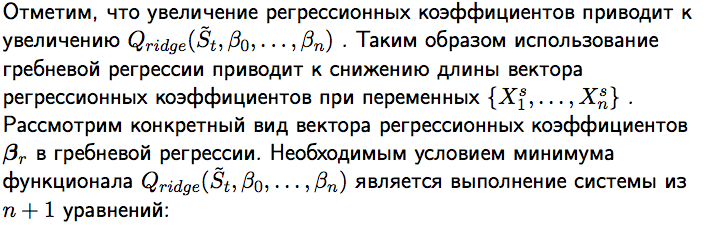 Отметим, что увеличение регрессионных коэффициентов приводит к
увеличению $Q_{ridge}(\tilde{S}_t, \beta_0, \ldots, \beta_n)$ . Таким образом использование
гребневой регрессии приводит к снижению длины вектора
регрессионных коэффициентов при переменных $\{X_1^s, \ldots, X_n^s\}$ .
Рассмотрим конкретный вид вектора регрессионных коэффициентов
$\boldsymbol{\beta}_r$ в гребневой регрессии. Необходимым условием минимума
функционала $Q_{ridge}(\tilde{S}_t, \beta_0, \ldots, \beta_n)$ является выполнение системы из
$n + 1$ уравнений: